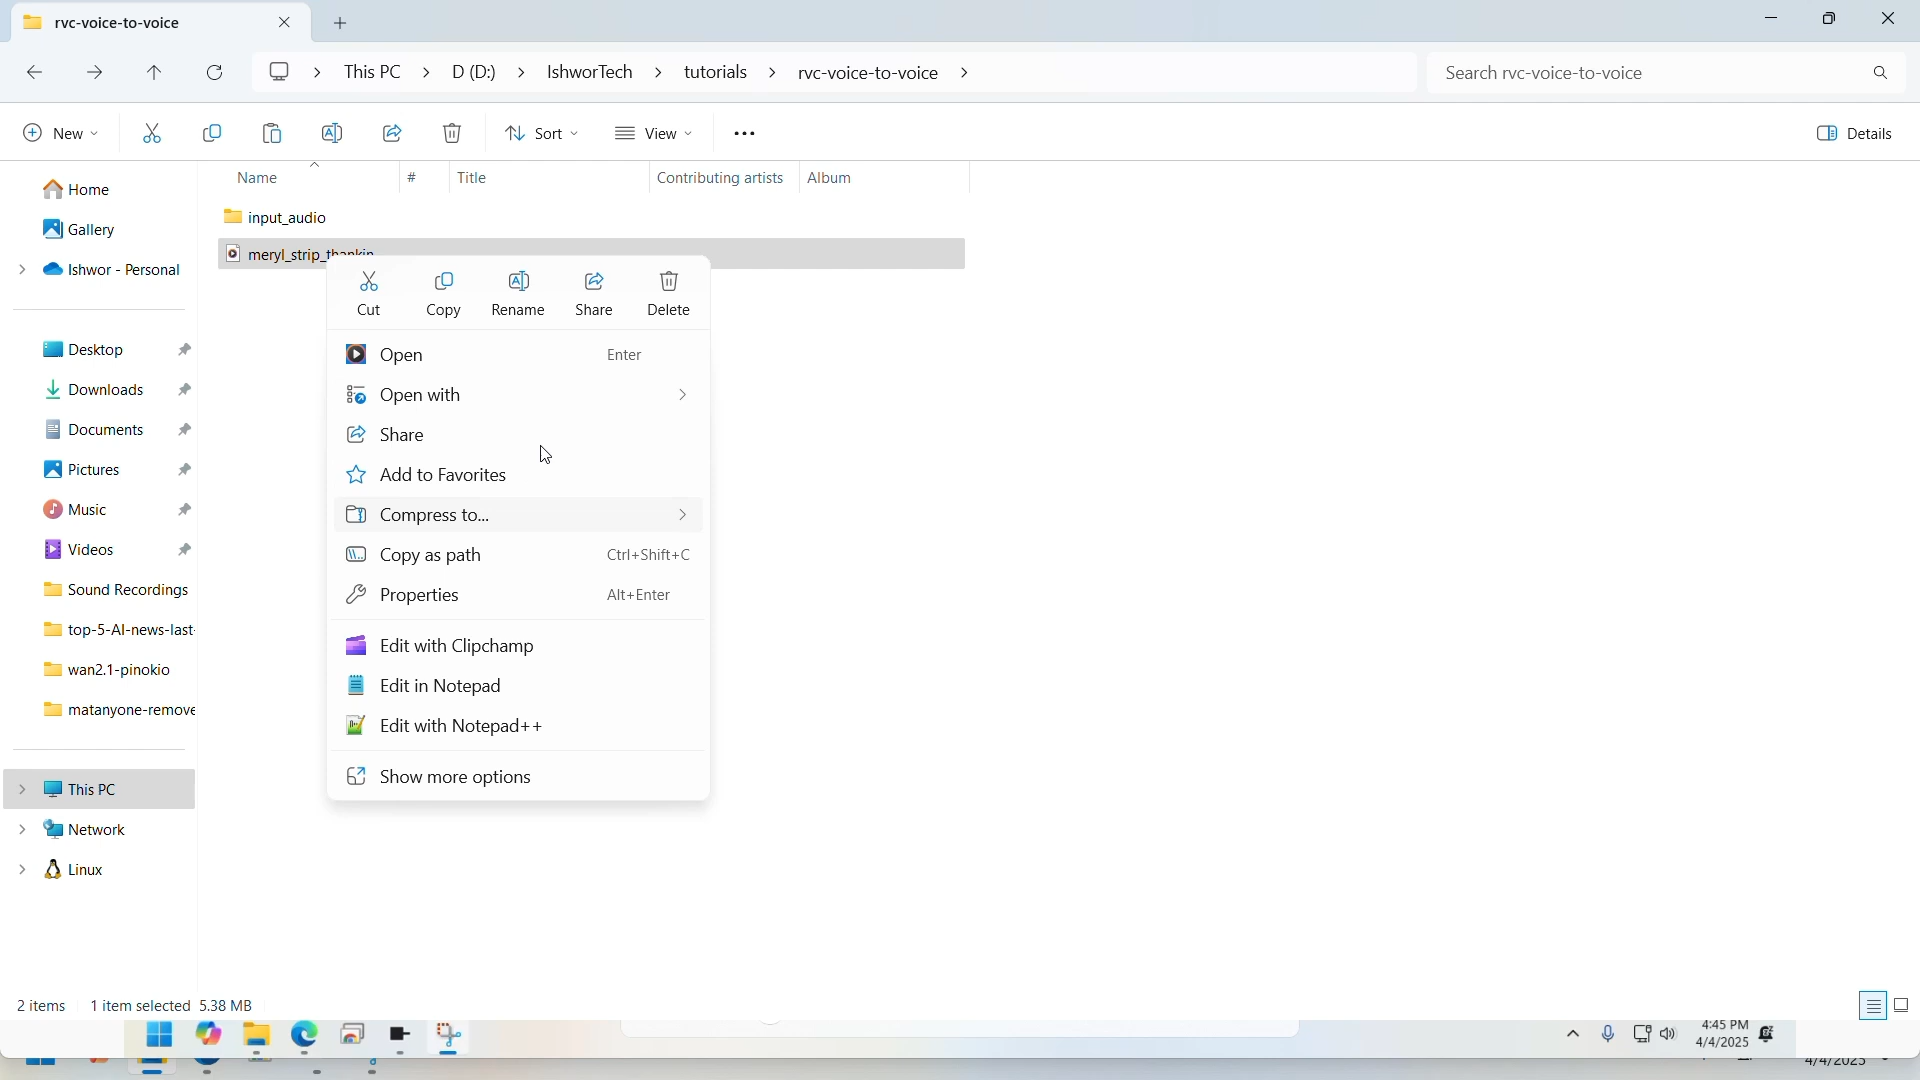 rvc-voice-to-voice
This PC > D (D:) > IshworTech > tutorials > rvc-voice-to-voice >
Search rvc-voice-to-voice
New
Sort
View
Details
Name # Title Contributing artists Album
input_audio
meryl_strip_thankin
Home
Gallery
Ishwor - Personal
Desktop
Downloads
Documents
Pictures
Music
Videos
Sound Recordings
top-5-AI-news-last-
wan2.1-pinokio
matanyone-remove
This PC
Network
Linux
Cut Copy Rename Share Delete
Open Enter
Open with
Share
Add to Favorites
Compress to...
Copy as path Ctrl+Shift+C
Properties Alt+Enter
Edit with Clipchamp
Edit in Notepad
Edit with Notepad++
Show more options
2 items 1 item selected 5.38 MB
4:45 PM
4/4/2025
4/4/2025